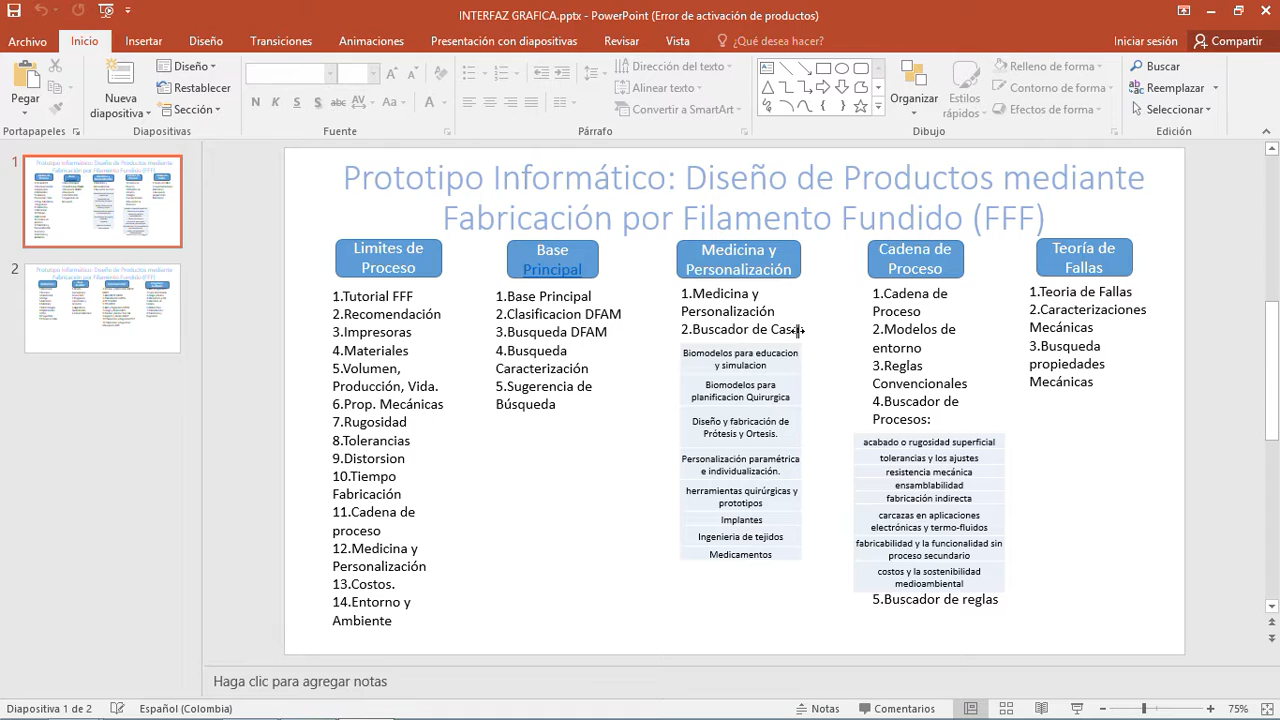 INTERFAZ GRAFICA.pptx - PowerPoint (Error de activación de productos)
Archivo Inicio Insertar Diseño Transiciones Animaciones Presentación con diapositivas Revisar Vista ¿Qué desea hacer? Iniciar sesión Compartir
Pegar
Nueva diapositiva
Diseño
Restablecer
Sección
N K S S abc AV Aa A
Dirección del texto
Alinear texto
Convertir a SmartArt
Organizar
Estilos rápidos
Relleno de forma
Contorno de forma
Efectos de forma
Buscar
Reemplazar
Seleccionar
Portapapeles Diapositivas Fuente Párrafo Dibujo Edición
1
2
Prototipo Informático: Diseño de Productos mediante
Fabricación por Filamento Fundido (FFF)
Limites de
Proceso
1.Tutorial FFF
2.Recomendación
3.Impresoras
4.Materiales
5.Volumen,
Producción, Vida.
6.Prop. Mecánicas
7.Rugosidad
8.Tolerancias
9.Distorsion
10.Tiempo
Fabricación
11.Cadena de
proceso
12.Medicina y
Personalización
13.Costos.
14.Entorno y
Ambiente
Base
Principal
1.Base Principal
2.Clasificacion DFAM
3.Busqueda DFAM
4.Busqueda
Caracterización
5.Sugerencia de
Búsqueda
Medicina y
Personalización
1.Medicina y
Personalización
2.Buscador de Casos
Biomodelos para educacion
y simulacion
Biomodelos para
planificacion Quirurgica
Diseño y fabricación de
Prótesis y Ortesis.
Personalización paramétrica
e individualización.
herramientas quirúrgicas y
prototipos
Implantes
Ingenieria de tejidos
Medicamentos
Cadena de
Proceso
1.Cadena de
Proceso
2.Modelos de
entorno
3.Reglas
Convencionales
4.Buscador de
Procesos:
acabado o rugosidad superficial
tolerancias y los ajustes
resistencia mecánica
ensamblabilidad
fabricación indirecta
carcazas en aplicaciones
electrónicas y termo-fluidos
fabricabilidad y la funcionalidad sin
proceso secundario
costos y la sostenibilidad
medioambiental
5.Buscador de reglas
Teoría de
Fallas
1.Teoria de Fallas
2.Caracterizaciones
Mecánicas
3.Busqueda
propiedades
Mecánicas
Haga clic para agregar notas
Diapositiva 1 de 2 Español (Colombia) Notas Comentarios 75%